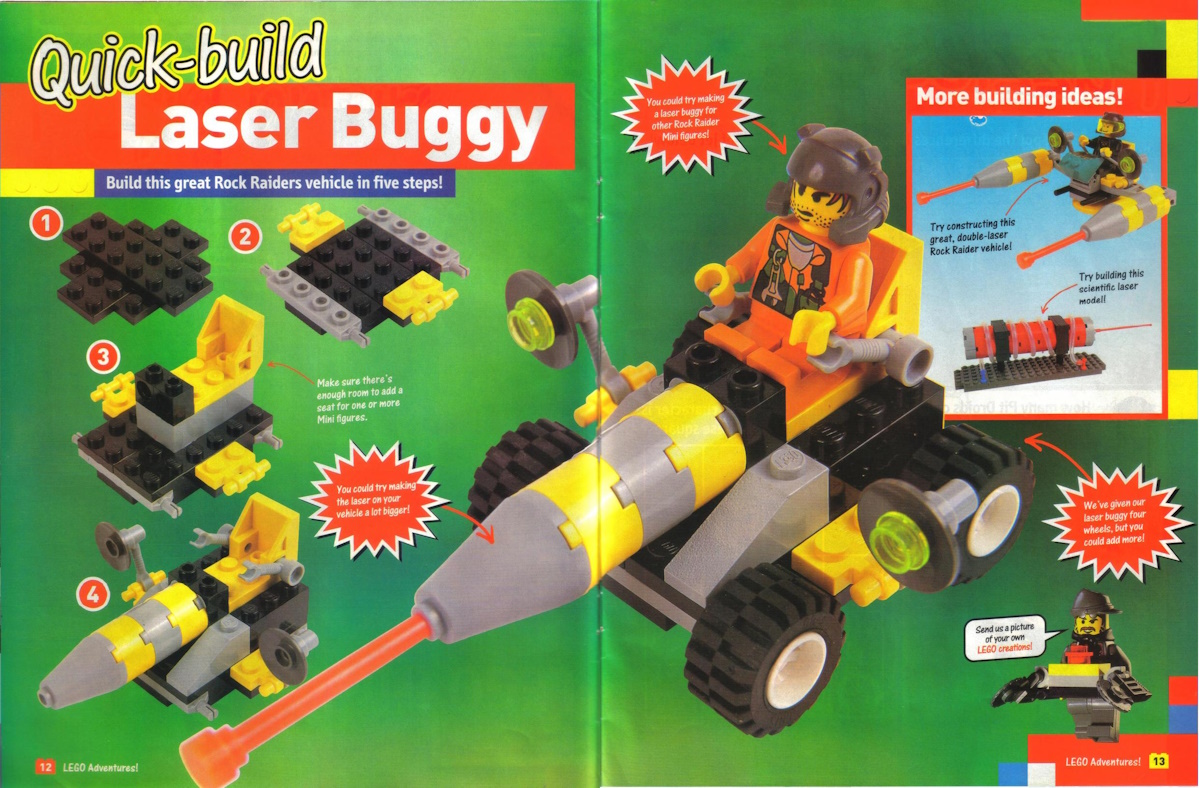 Quick-build
Laser Buggy
Build this great Rock Raiders vehicle in five steps!
1
2
3
Make sure there's
enough room to add a
seat for one or more
Mini figures.
You could try making
the laser on your
vehicle a lot bigger!
4
12 LEGO Adventures!
You could try making
a laser buggy for
other Rock Raider
Mini figures!
More building ideas!
Try constructing this
great, double-laser
Rock Raider vehicle!
Try building this
scientific laser
model!
We've given our
laser buggy four
wheels, but you
could add more!
Send us a picture
of your own
LEGO creations!
LEGO Adventures! 13